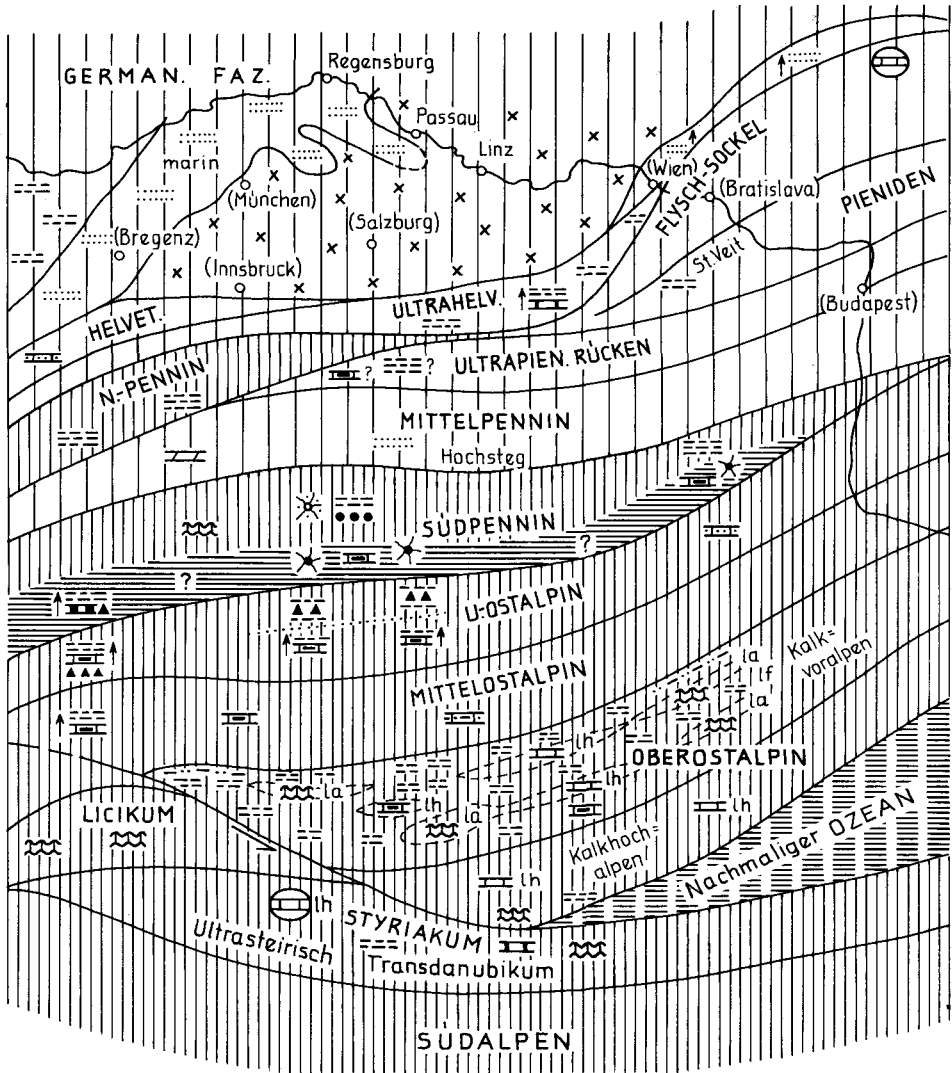 GERMAN. FAZ.
Regensburg
Passau
Linz
marin
(München)
(Wien)
(Bratislava)
FLYSCH-SOCKEL
PIENIDEN
(Bregenz)
(Salzburg)
(Innsbruck)
St.Veit
(Budapest)
HELVET.
ULTRAHELV.
N-PENNIN
?
?
ULTRAPIEN. RÜCKEN
MITTELPENNIN
Hochsteg
SÜDPENNIN
?
?
U-OSTALPIN
MITTELOSTALPIN
Kalk-
voralpen
la
lf
la
lh
OBEROSTALPIN
lh
la
lh
la
lh
LICIKUM
Kalkhoch=
alpen!
Nachmaliger OZEAN
lh
lh
STYRIAKUM
Ultrasteirisch
Transdanubikum
SÜDALPEN